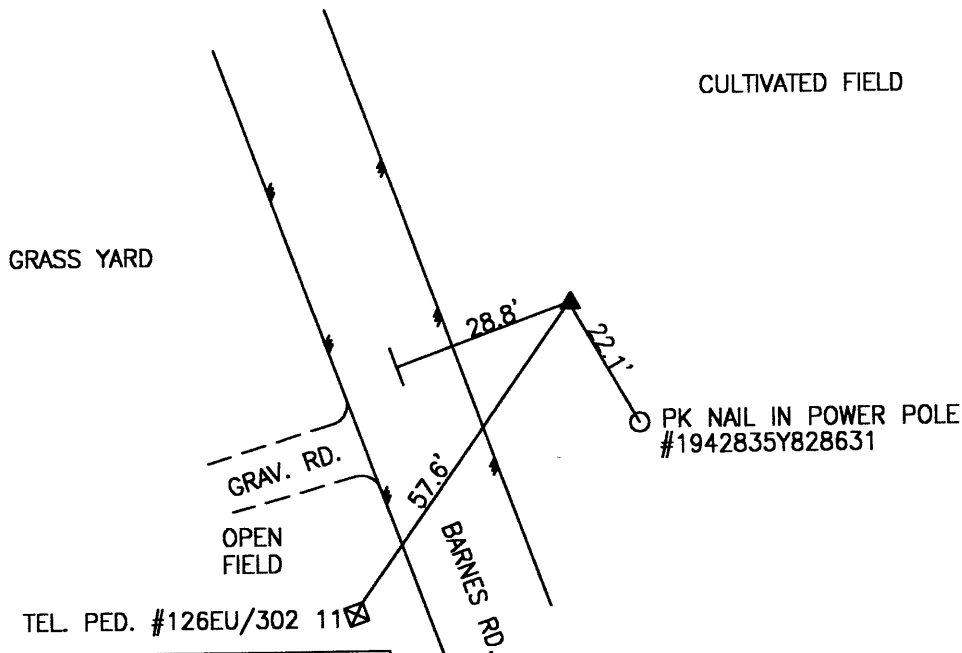 CULTIVATED FIELD
GRASS YARD
28.8'
22.1'
PK NAIL IN POWER POLE
#1942835Y828631
GRAV. RD.
57.6'
OPEN
FIELD
BARNES RD.
TEL. PED. #126EU/302 11